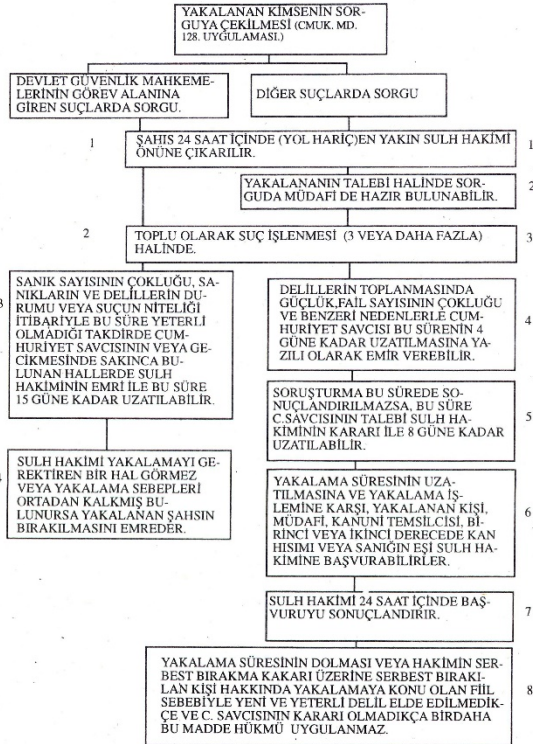 YAKALANAN KİMSENİN SOR-
GUYA ÇEKİLMESİ (CMUK. MD.
128. UYGULAMASI.)
DEVLET GÜVENLİK MAHKEME-
LERİNİN GÖREV ALANINA
GİREN SUÇLARDA SORGU.
DİĞER SUÇLARDA SORGU
1
ŞAHIS 24 SAAT İÇİNDE (YOL HARİÇ)EN YAKIN SULH HAKİMİ
ÖNÜNE ÇIKARILIR.
1
YAKALANANIN TALEBİ HALİNDE SOR-
GUDA MÜDAFİ DE HAZIR BULUNABİLİR.
2
2
TOPLU OLARAK SUÇ İŞLENMESİ (3 VEYA DAHA FAZLA)
HALİNDE.
3
3
SANIK SAYISININ ÇOKLUĞU, SA-
NIKLARIN VE DELİLLERİN DU-
RUMU VEYA SUÇUN NİTELİĞİ
İTİBARİYLE BU SÜRE YETERLİ
OLMADIĞI TAKDİRDE CUM-
HURİYET SAVCISININ VEYA GE-
CİKMESİNDE SAKINCA BU-
LUNAN HALLERDE SULH
HAKİMİNİN EMRİ İLE BU SÜRE
15 GÜNE KADAR UZATILABİLİR.
DELİLLERİN TOPLANMASINDA
GÜÇLÜK,FAİL SAYISININ ÇOKLUĞU
VE BENZERİ NEDENLERLE CUM-
HURİYET SAVCISI BU SÜRENİN 4
GÜNE KADAR UZATILMASINA YA-
ZILI OLARAK EMİR VEREBİLİR.
4
SORUŞTURMA BU SÜREDE SO-
NUÇLANDIRILMAZSA, BU SÜRE
C.SAVCISININ TALEBİ SULH HA-
KİMİNİN KARARI İLE 8 GÜNE KADAR
UZATILABİLİR.
5
SULH HAKİMİ YAKALAMAYI GE-
REKTİREN BİR HAL GÖRMEZ
VEYA YAKALAMA SEBEPLERİ
ORTADAN KALKMIŞ BU-
LUNURSA YAKALANAN ŞAHSIN
BIRAKILMASINI EMREDER.
YAKALAMA SÜRESİNİN UZA-
TILMASINA VE YAKALAMA İŞ-
LEMİNE KARŞI, YAKALANAN KİŞİ,
MÜDAFİ, KANUNİ TEMSİLCİSİ, Bİ-
RİNCİ VEYA İKİNCİ DERECEDE KAN
HISIMI VEYA SANIĞIN EŞİ SULH HA-
KİMİNE BAŞVURABİLİRLER.
6
SULH HAKİMİ 24 SAAT İÇİNDE BAŞ-
VURUYU SONUÇLANDIRIR.
7
YAKALAMA SÜRESİNİN DOLMASI VEYA HAKİMİN SER-
BEST BIRAKMA KAKARI ÜZERİNE SERBEST BIRAKI-
LAN KİŞİ HAKKINDA YAKALAMAYA KONU OLAN FİİL
SEBEBİYLE YENİ VE YETERLİ DELİL ELDE EDİLMEDİK-
ÇE VE C. SAVCISININ KARARI OLMADIKÇA BİRDAHA
BU MADDE HÜKMÜ UYGULANMAZ.
8